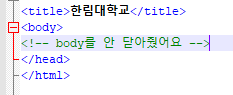 <title>한림대학교</title>
<body>
<!-- body를 안 닫아줬어요 -->
</head>
</html>